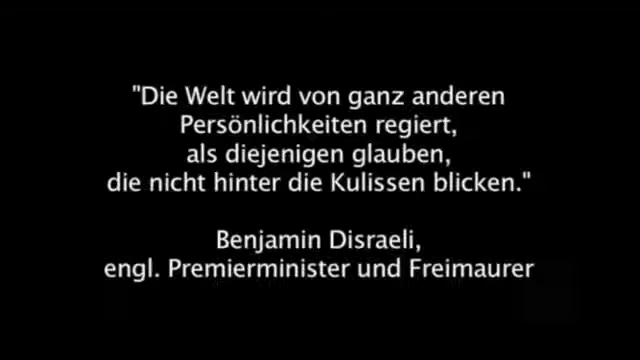 "Die Welt wird von ganz anderen
Persönlichkeiten regiert,
als diejenigen glauben,
die nicht hinter die Kulissen blicken."
Benjamin Disraeli,
engl. Premierminister und Freimaurer